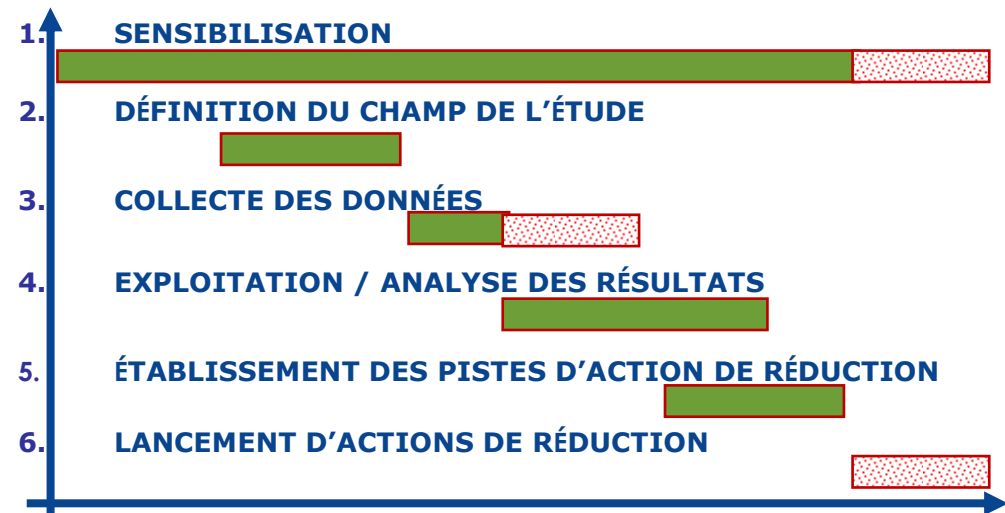 1. SENSIBILISATION
2. DÉFINITION DU CHAMP DE L’ÉTUDE
3. COLLECTE DES DONNÉES
4. EXPLOITATION / ANALYSE DES RÉSULTATS
5. ÉTABLISSEMENT DES PISTES D’ACTION DE RÉDUCTION
6. LANCEMENT D’ACTIONS DE RÉDUCTION